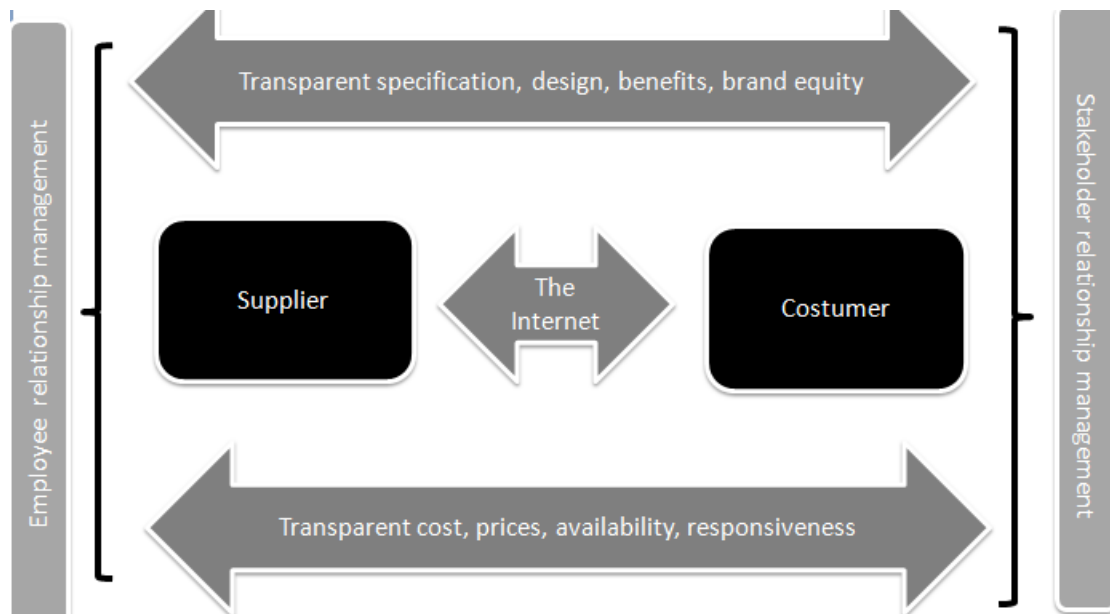 Employee relationship management
Transparent specification, design, benefits, brand equity
Supplier
The
Internet
Costumer
Transparent cost, prices, availability, responsiveness
Stakeholder relationship management